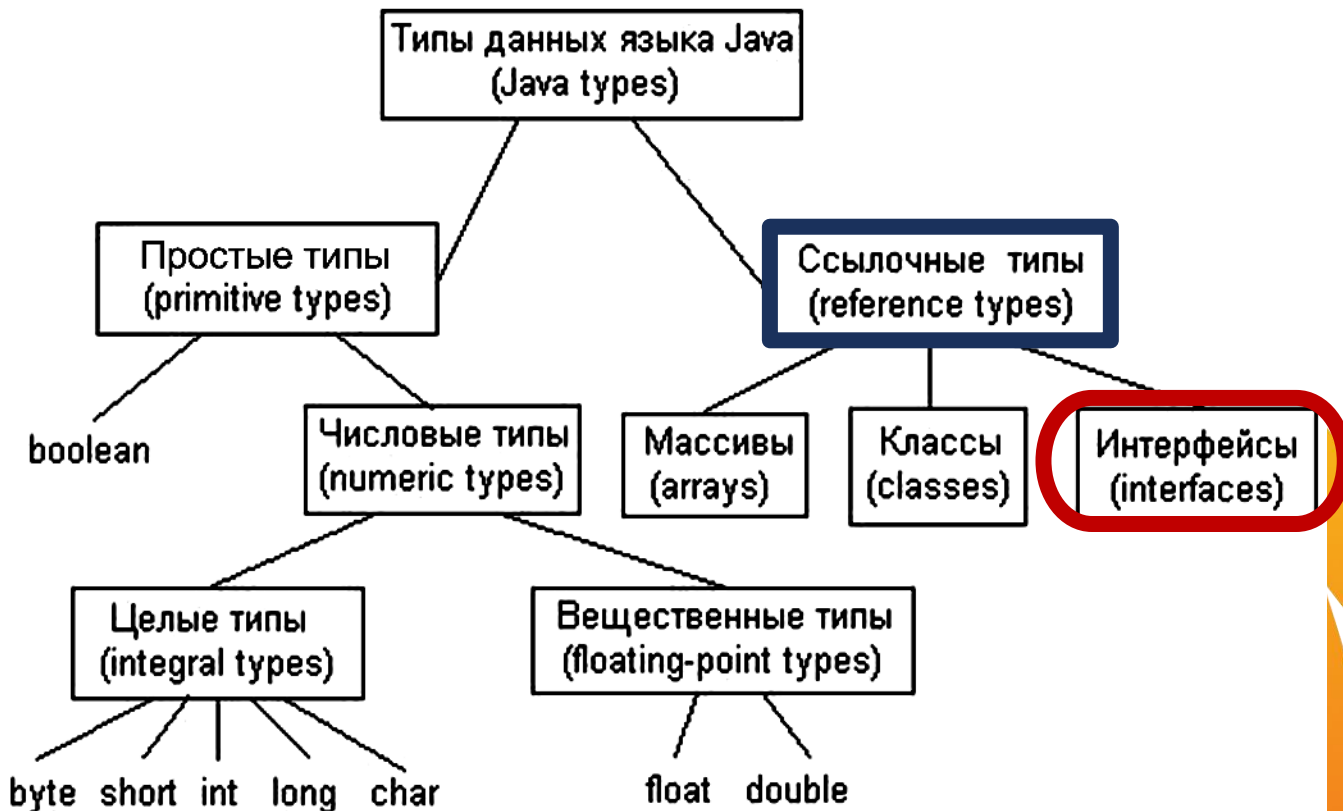 Типы данных языка Java
(Java types)
Простые типы
(primitive types)
Ссылочные типы
(reference types)
boolean
Числовые типы
(numeric types)
Массивы
(arrays)
Классы
(classes)
Интерфейсы
(interfaces)
Целые типы
(integral types)
Вещественные типы
(floating-point types)
byte short int long char
float double